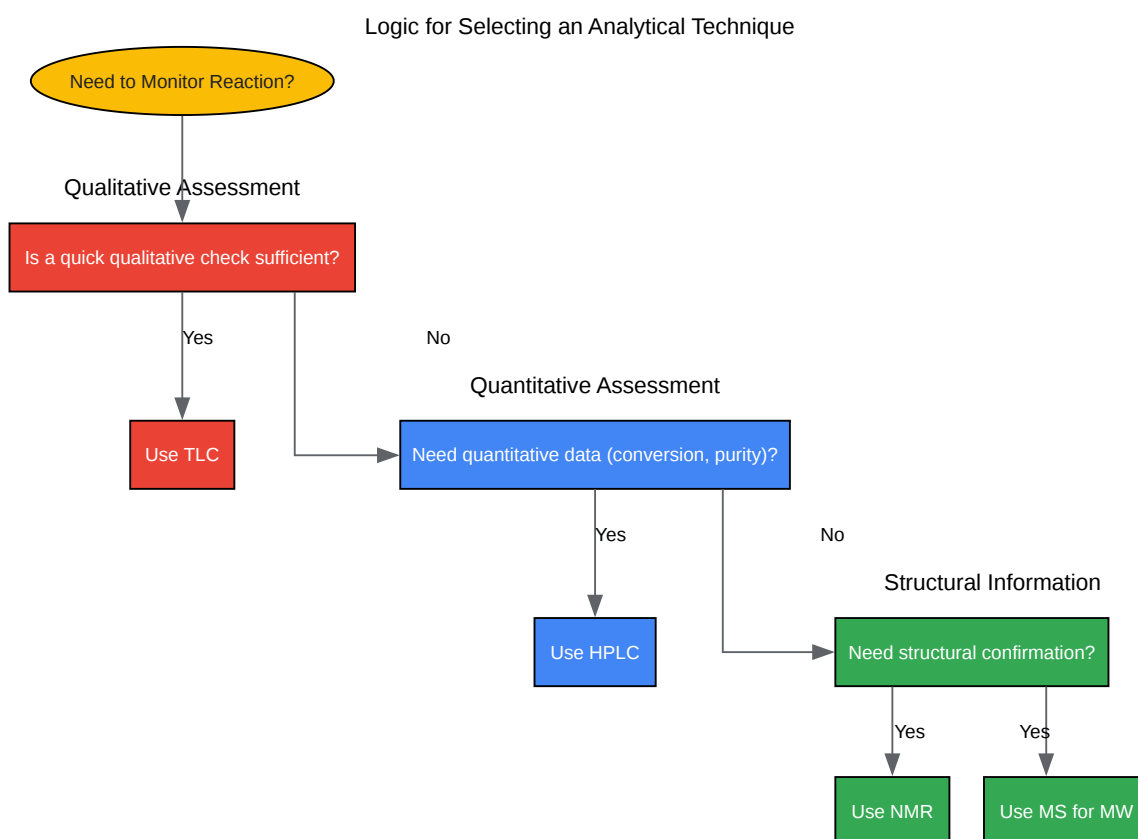 Logic for Selecting an Analytical Technique
Need to Monitor Reaction?
Qualitative Assessment
Is a quick qualitative check sufficient?
Yes
No
Quantitative Assessment
Use TLC
Need quantitative data (conversion, purity)?
Yes
No
Structural Information
Use HPLC
Need structural confirmation?
Yes
Yes
Use NMR
Use MS for MW